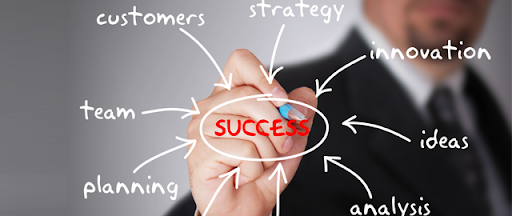 strategy
customers
innovation
team
SUCCESS
ideas
planning
analysis